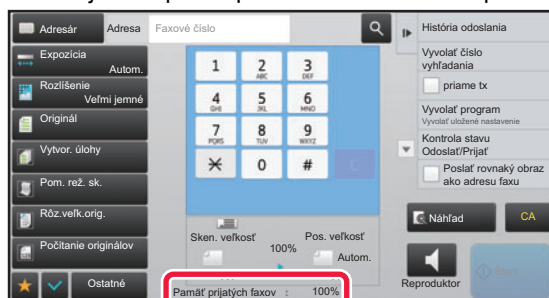 Adresár
Adresa
Faxové číslo
Expozícia
Autom.
Rozlíšenie
Veľmi jemné
Originál
Vytvor. úlohy
Pom. rež. sk.
Rôz.veľk.orig.
Počítanie originálov
Ostatné
1
2
ABC
3
DEF
4
GHI
5
JKL
6
MNO
7
PQRS
8
TUV
9
WXYZ
0
#
C
Sken. veľkosť
100%
Pos. veľkosť
Autom.
Pamäť prijatých faxov : 100%
História odoslania
Vyvolať číslo
vyhľadania
priame tx
Vyvolať program
Vyvolať uložené nastavenie
Kontrola stavu
Odoslať/Prijať
Poslať rovnaký obraz
ako adresu faxu
Náhľad
CA
Reproduktor
Štart